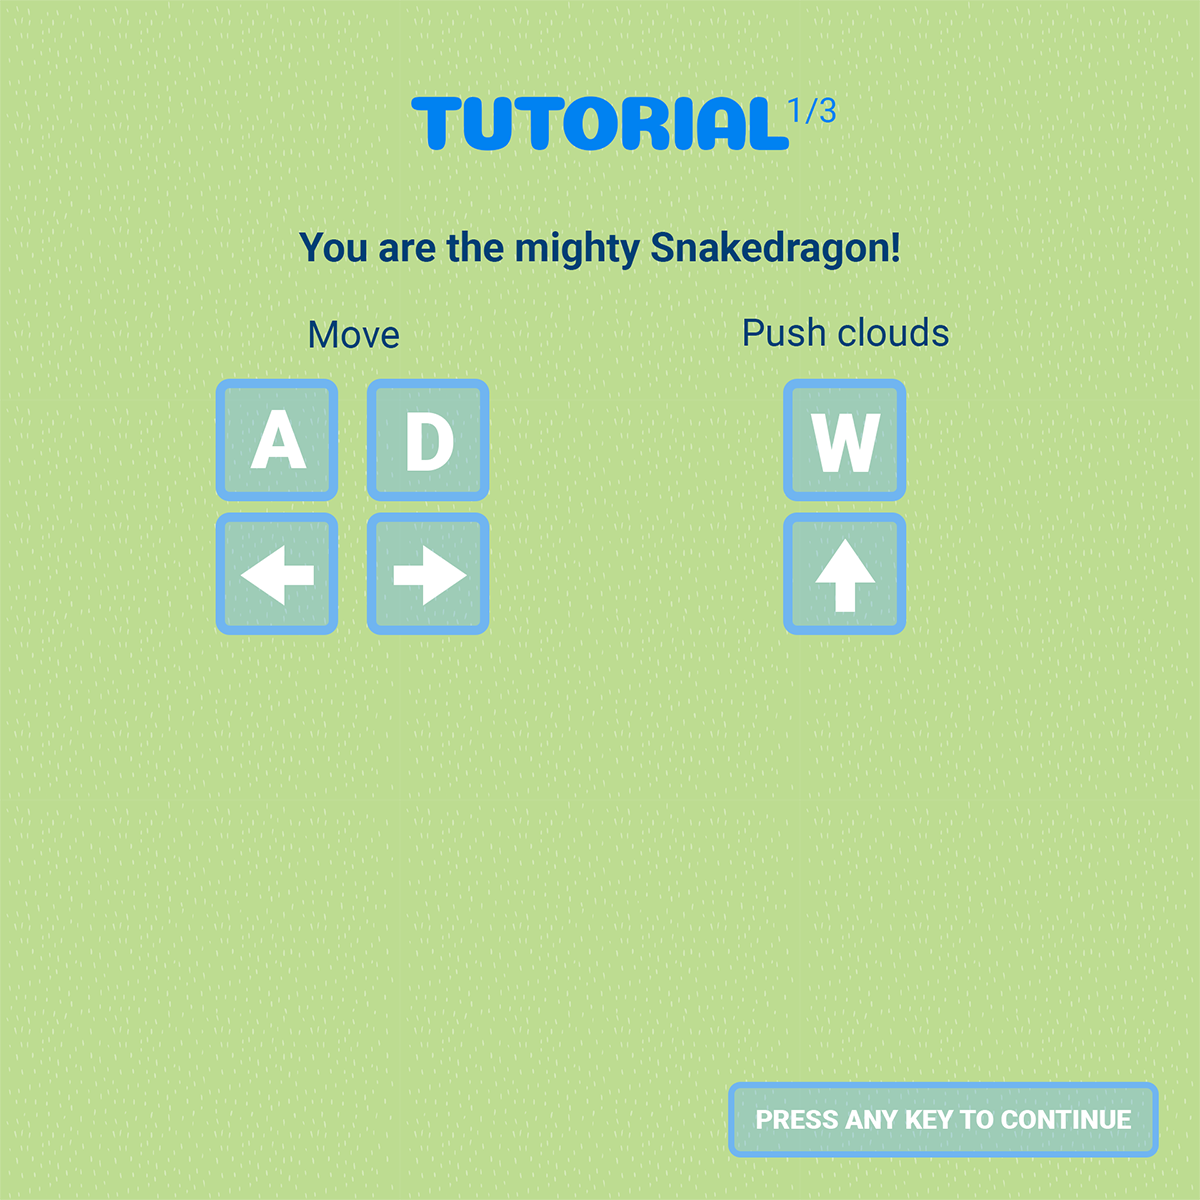 TUTORIAL 1/3
You are the mighty Snakedragon!
Move
Push clouds
A D
W
PRESS ANY KEY TO CONTINUE